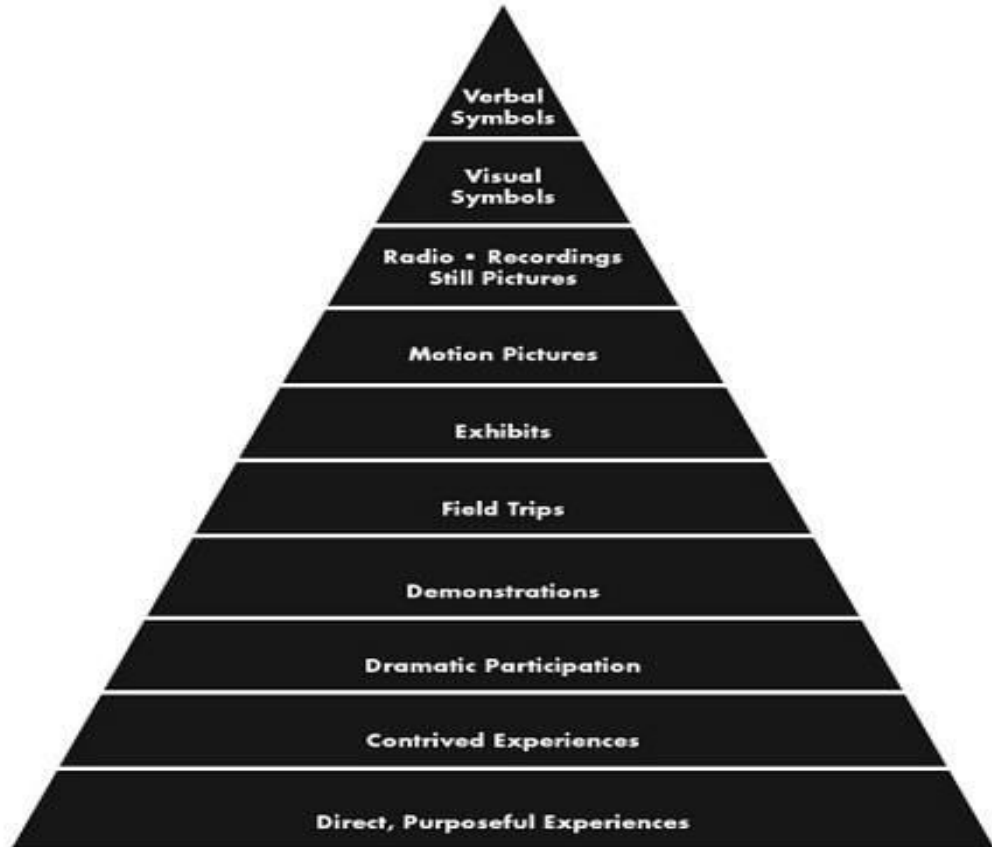 Verbal
Symbols
Visual
Symbols
Radio • Recordings
Still Pictures
Motion Pictures
Exhibits
Field Trips
Demonstrations
Dramatic Participation
Contrived Experiences
Direct, Purposeful Experiences